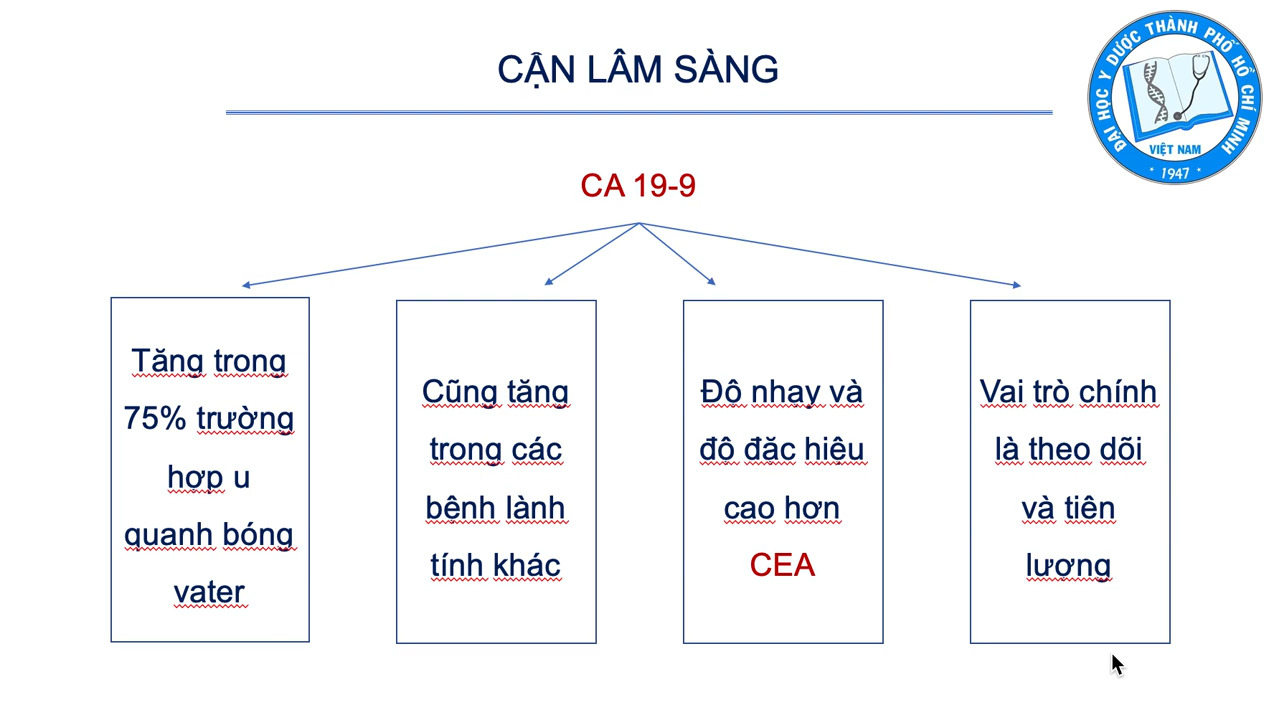 CẬN LÂM SÀNG
ĐẠI HỌC Y DƯỢC THÀNH PHỐ HỒ CHÍ MINH
VIỆT NAM
1947
CA 19-9
Tăng trong
75% trường
hợp u
quanh bóng
vater
Cũng tăng
trong các
bệnh lành
tính khác
Độ nhạy và
độ đặc hiệu
cao hơn
CEA
Vai trò chính
là theo dõi
và tiên
lượng